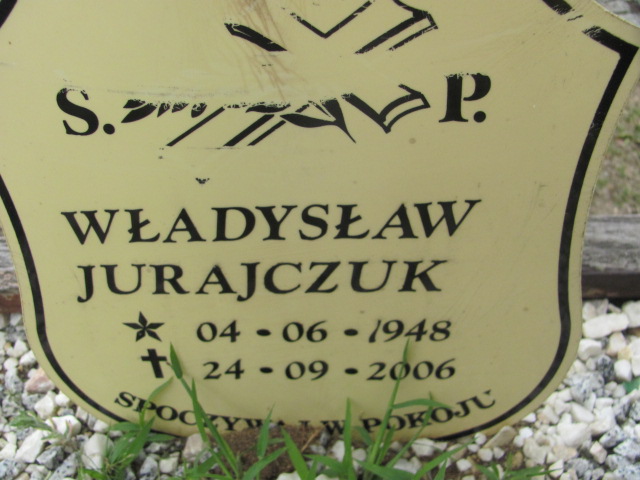 S. P.
WŁADYSŁAW
JURAJCZUK
04 • 06 • 1948
24 • 09 • 2006
SPOCZYWAJ W POKOJU